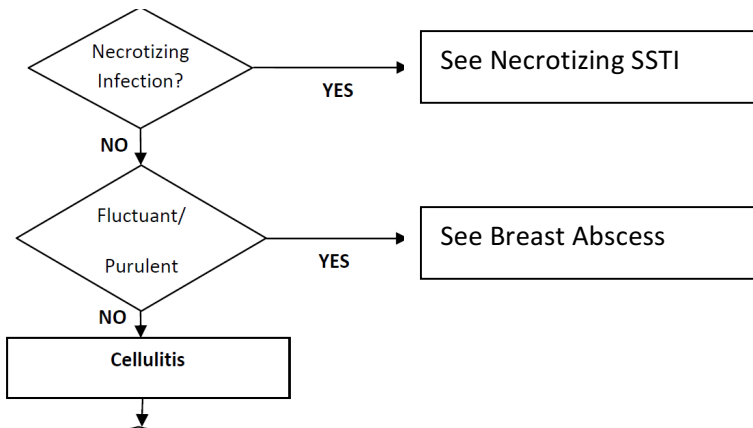 Necrotizing
Infection?
See Necrotizing SSTI
YES
NO
Fluctuant/
Purulent
See Breast Abscess
YES
NO
Cellulitis